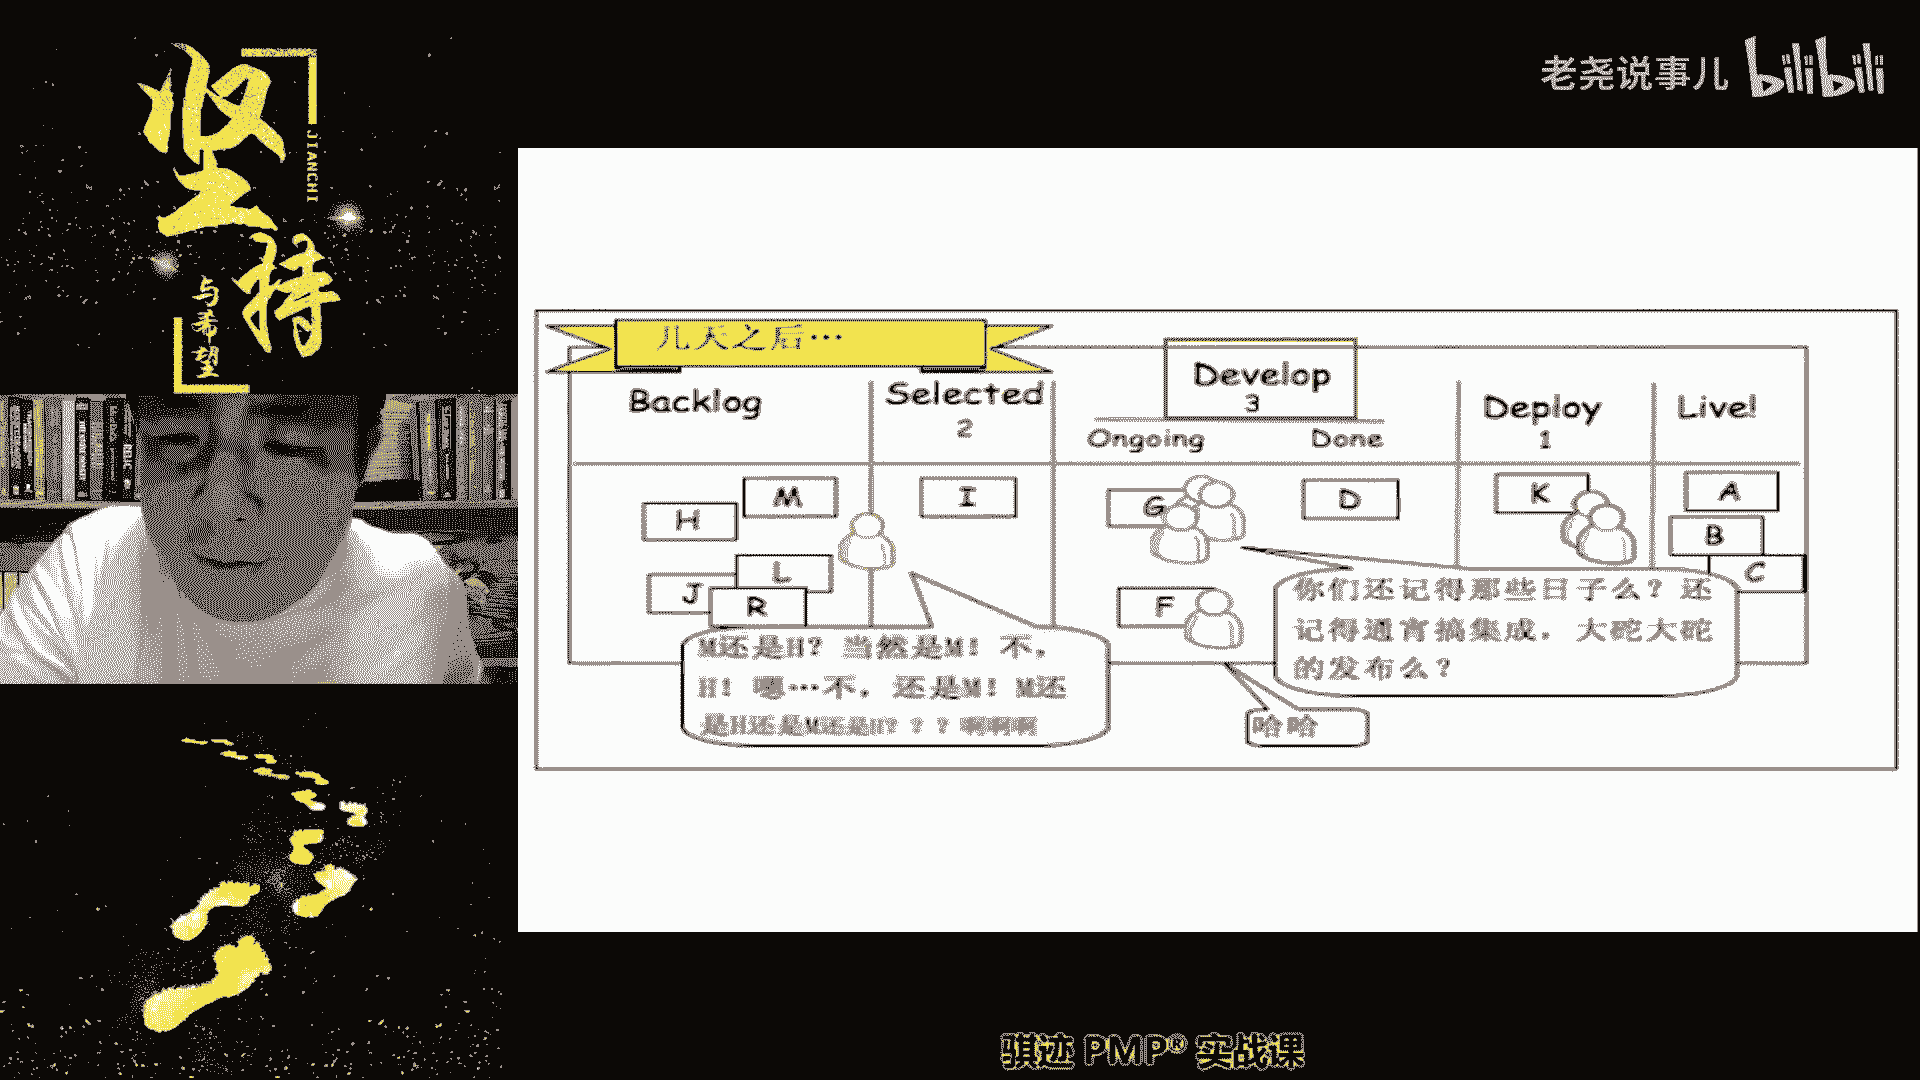 坚持
JIANCHI
与希望
老尧说事儿 bilibili
几天之后…
Backlog
Selected
2
Develop
3
Ongoing
Done
Deploy
1
Live!
H
M
J
L
R
I
G
F
D
K
A
B
C
M还是H? 当然是M! 不,
H! 嗯…不, 还是M! M还
是H还是M还是H? ? ? 啊啊啊
你们还记得那些日子么? 还
记得通宵搞集成, 大砣大砣
的发布么?
哈哈
骐迹 PMP® 实战课